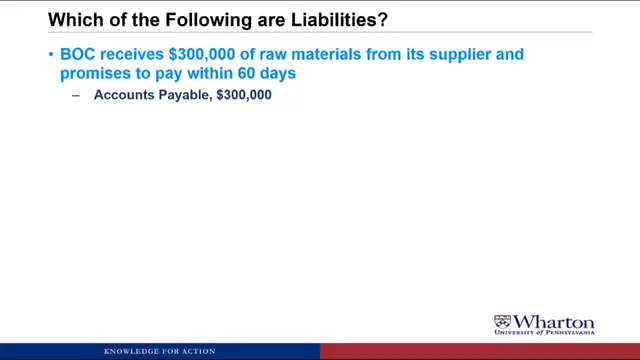 Which of the Following are Liabilities?
• BOC receives $300,000 of raw materials from its supplier and
promises to pay within 60 days
– Accounts Payable, $300,000
Wharton
UNIVERSITY OF PENNSYLVANIA
KNOWLEDGE FOR ACTION